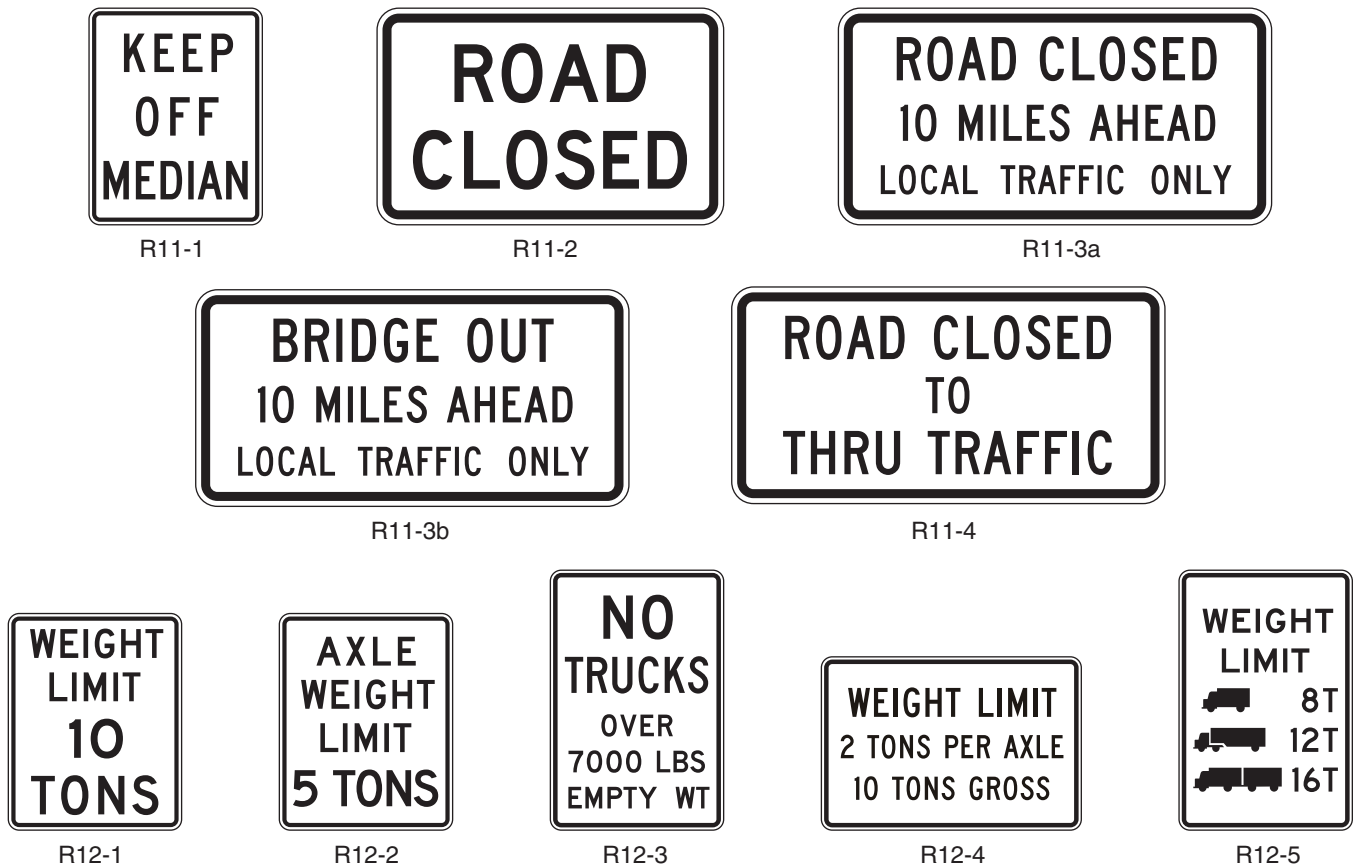 KEEP
OFF
MEDIAN
R11-1
ROAD
CLOSED
R11-2
ROAD CLOSED
10 MILES AHEAD
LOCAL TRAFFIC ONLY
R11-3a
BRIDGE OUT
10 MILES AHEAD
LOCAL TRAFFIC ONLY
R11-3b
ROAD CLOSED
TO
THRU TRAFFIC
R11-4
WEIGHT
LIMIT
10
TONS
R12-1
AXLE
WEIGHT
LIMIT
5 TONS
R12-2
NO
TRUCKS
OVER
7000 LBS
EMPTY WT
R12-3
WEIGHT LIMIT
2 TONS PER AXLE
10 TONS GROSS
R12-4
WEIGHT
LIMIT
8T
12T
16T
R12-5